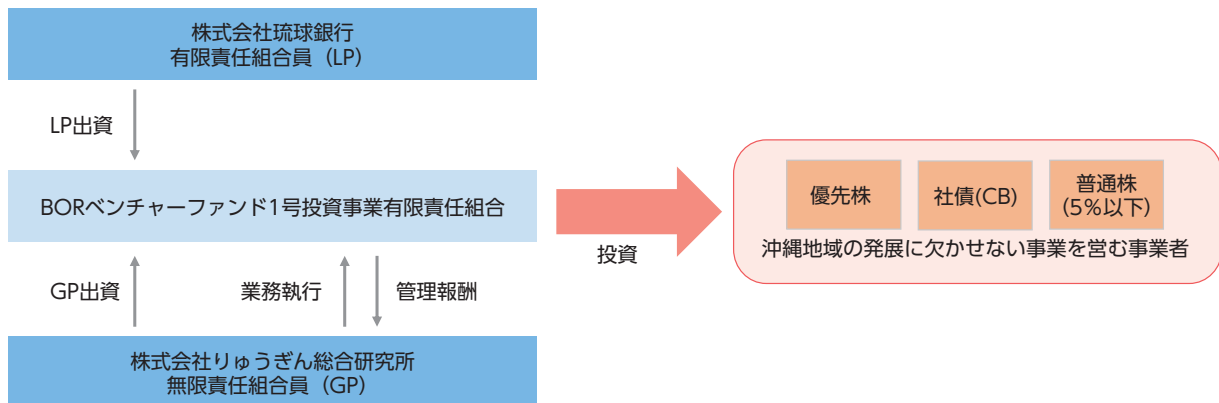 株式会社琉球銀行
有限責任組合員（LP）
LP出資
BORベンチャーファンド1号投資事業有限責任組合
GP出資
業務執行
管理報酬
株式会社りゅうぎん総合研究所
無限責任組合員（GP）
投資
優先株
社債(CB)
普通株
(5%以下)
沖縄地域の発展に欠かせない事業を営む事業者